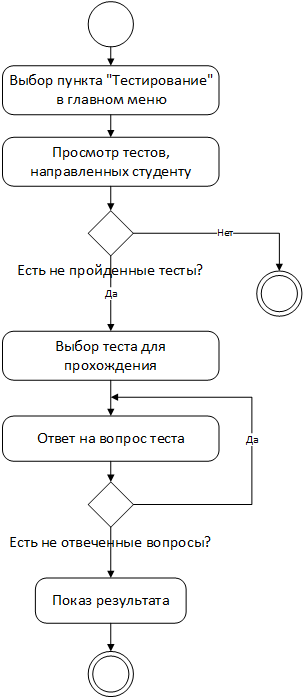 Выбор пункта "Тестирование"
в главном меню
Просмотр тестов,
направленных студенту
Нет
Есть не пройденные тесты?
Да
Выбор теста для
прохождения
Ответ на вопрос теста
Да
Есть не отвеченные вопросы?
Показ результата